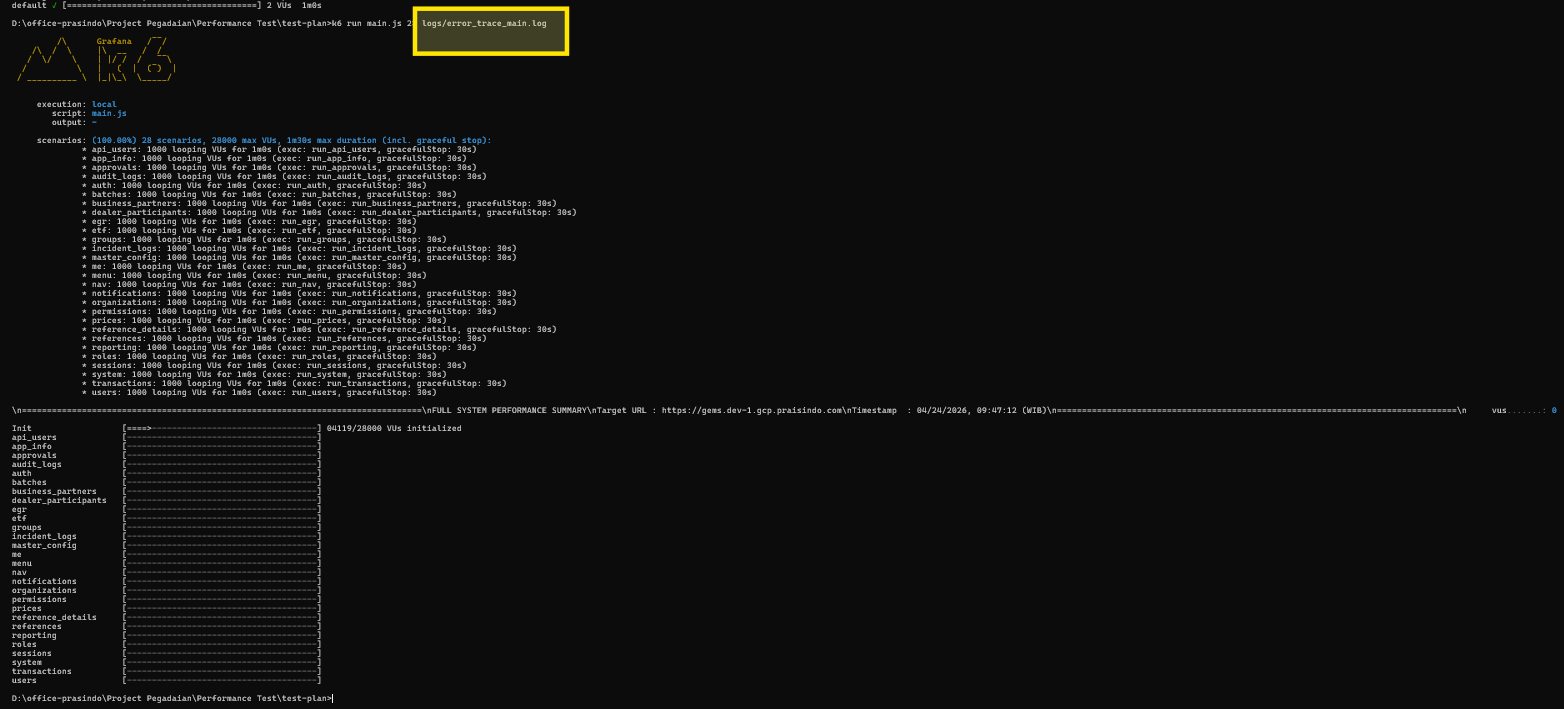 default ✓ [======================================] 2 VUs  1m0s
D:\office-prasindo\Project Pegadaian\Performance Test\test-plan>k6 run main.js 2> logs/error_trace_main.log
Grafana
execution: local
script: main.js
output: -
scenarios: (100.00%) 28 scenarios, 28000 max VUs, 1m30s max duration (incl. graceful stop):
* api_users: 1000 looping VUs for 1m0s (exec: run_api_users, gracefulStop: 30s)
* app_info: 1000 looping VUs for 1m0s (exec: run_app_info, gracefulStop: 30s)
* approvals: 1000 looping VUs for 1m0s (exec: run_approvals, gracefulStop: 30s)
* audit_logs: 1000 looping VUs for 1m0s (exec: run_audit_logs, gracefulStop: 30s)
* auth: 1000 looping VUs for 1m0s (exec: run_auth, gracefulStop: 30s)
* batches: 1000 looping VUs for 1m0s (exec: run_batches, gracefulStop: 30s)
* business_partners: 1000 looping VUs for 1m0s (exec: run_business_partners, gracefulStop: 30s)
* dealer_participants: 1000 looping VUs for 1m0s (exec: run_dealer_participants, gracefulStop: 30s)
* egr: 1000 looping VUs for 1m0s (exec: run_egr, gracefulStop: 30s)
* etf: 1000 looping VUs for 1m0s (exec: run_etf, gracefulStop: 30s)
* groups: 1000 looping VUs for 1m0s (exec: run_groups, gracefulStop: 30s)
* incident_logs: 1000 looping VUs for 1m0s (exec: run_incident_logs, gracefulStop: 30s)
* master_config: 1000 looping VUs for 1m0s (exec: run_master_config, gracefulStop: 30s)
* me: 1000 looping VUs for 1m0s (exec: run_me, gracefulStop: 30s)
* menu: 1000 looping VUs for 1m0s (exec: run_menu, gracefulStop: 30s)
* nav: 1000 looping VUs for 1m0s (exec: run_nav, gracefulStop: 30s)
* notifications: 1000 looping VUs for 1m0s (exec: run_notifications, gracefulStop: 30s)
* organizations: 1000 looping VUs for 1m0s (exec: run_organizations, gracefulStop: 30s)
* permissions: 1000 looping VUs for 1m0s (exec: run_permissions, gracefulStop: 30s)
* prices: 1000 looping VUs for 1m0s (exec: run_prices, gracefulStop: 30s)
* reference_details: 1000 looping VUs for 1m0s (exec: run_reference_details, gracefulStop: 30s)
* references: 1000 looping VUs for 1m0s (exec: run_references, gracefulStop: 30s)
* reporting: 1000 looping VUs for 1m0s (exec: run_reporting, gracefulStop: 30s)
* roles: 1000 looping VUs for 1m0s (exec: run_roles, gracefulStop: 30s)
* sessions: 1000 looping VUs for 1m0s (exec: run_sessions, gracefulStop: 30s)
* system: 1000 looping VUs for 1m0s (exec: run_system, gracefulStop: 30s)
* transactions: 1000 looping VUs for 1m0s (exec: run_transactions, gracefulStop: 30s)
* users: 1000 looping VUs for 1m0s (exec: run_users, gracefulStop: 30s)
\n================================================================================\nFULL SYSTEM PERFORMANCE SUMMARY\nTarget URL : https://gems.dev-1.gcp.praisindo.com\nTimestamp  : 04/24/2026, 09:47:12 (WIB)\n================================================================================\n     vus.......: 0
Init [====>---------------------------------] 04119/28000 VUs initialized
api_users [--------------------------------------]
app_info [--------------------------------------]
approvals [--------------------------------------]
audit_logs [--------------------------------------]
auth [--------------------------------------]
batches [--------------------------------------]
business_partners [--------------------------------------]
dealer_participants [--------------------------------------]
egr [--------------------------------------]
etf [--------------------------------------]
groups [--------------------------------------]
incident_logs [--------------------------------------]
master_config [--------------------------------------]
me [--------------------------------------]
menu [--------------------------------------]
nav [--------------------------------------]
notifications [--------------------------------------]
organizations [--------------------------------------]
permissions [--------------------------------------]
prices [--------------------------------------]
reference_details [--------------------------------------]
references [--------------------------------------]
reporting [--------------------------------------]
roles [--------------------------------------]
sessions [--------------------------------------]
system [--------------------------------------]
transactions [--------------------------------------]
users [--------------------------------------]
D:\office-prasindo\Project Pegadaian\Performance Test\test-plan>